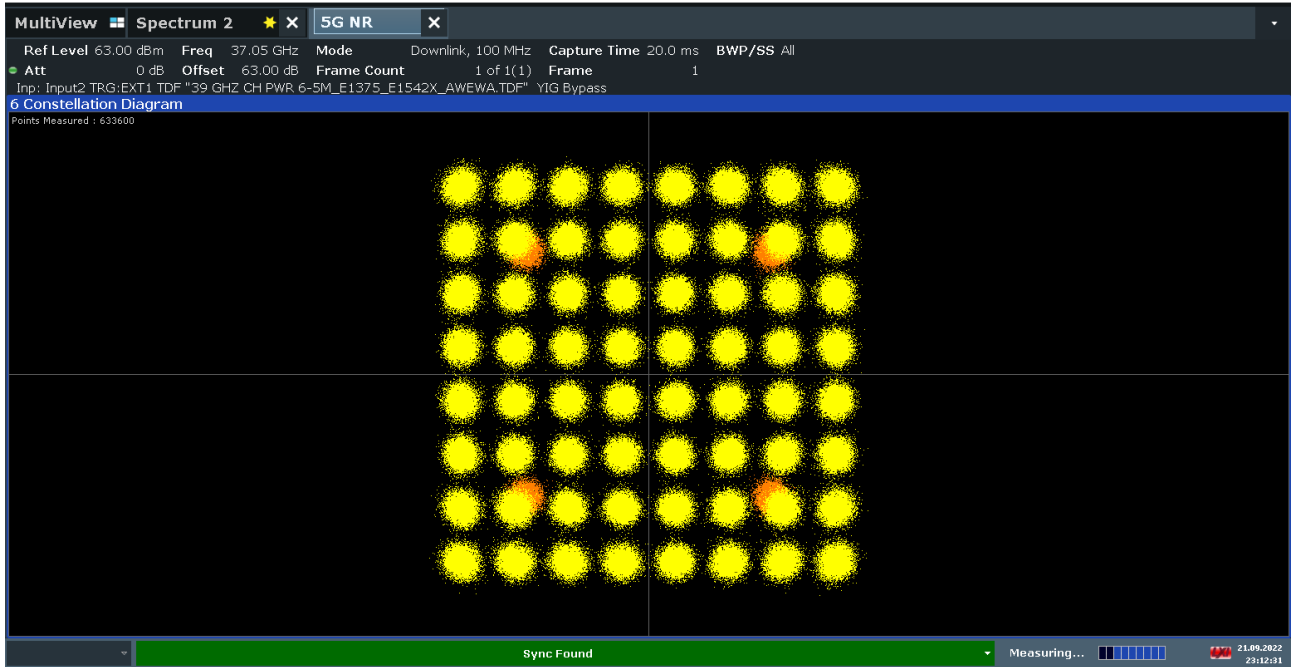 MultiView Spectrum 2 X 5G NR X
Ref Level 63.00 dBm Freq 37.05 GHz Mode Downlink, 100 MHz Capture Time 20.0 ms BWP/SS All
Att 0 dB Offset 63.00 dB Frame Count 1 of 1(1) Frame 1
Inp: Input2 TRG:EXT1 TDF "39 GHZ CH PWR 6-5M_E1375_E1542X_AWEWA.TDF" YIG Bypass
6 Constellation Diagram
Points Measured : 633600
Sync Found
Measuring...
21.09.2022
23:12:31